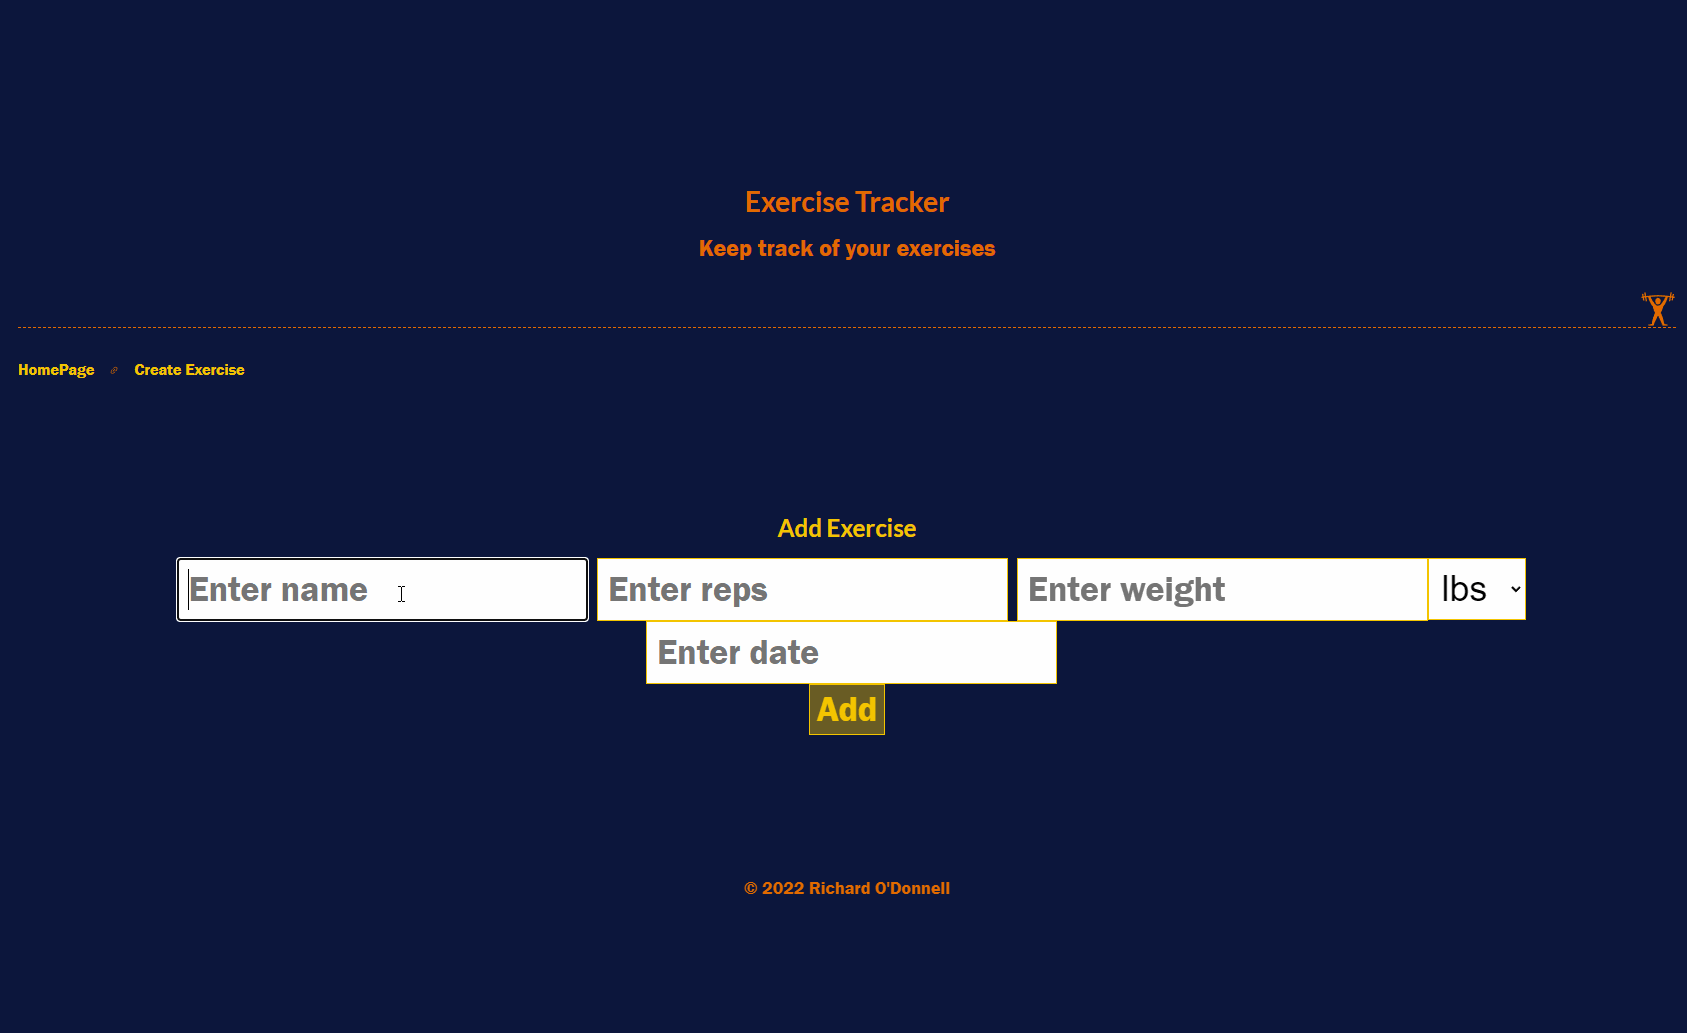 Exercise Tracker
Keep track of your exercises
HomePage Create Exercise
Add Exercise
Enter name Enter reps Enter weight lbs
Enter date
Add
© 2022 Richard O'Donnell